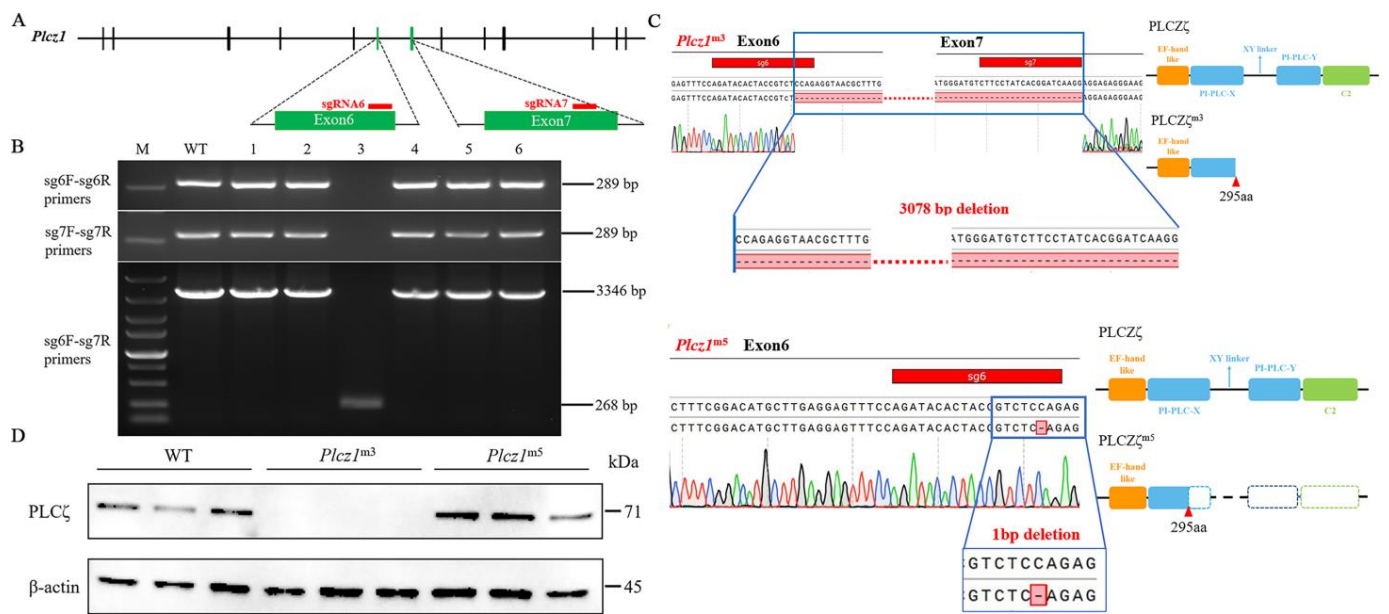 A
Plcz1
sgRNA6
Exon6
sgRNA7
Exon7
B
M WT 1 2 3 4 5 6
sg6F-sg6R
primers
289 bp
sg7F-sg7R
primers
289 bp
3346 bp
sg6F-sg7R
primers
268 bp
D
WT Plcz1m3 Plcz1m5 kDa
PLCζ
71
β-actin
45
C
Plcz1m3 Exon6 Exon7
sg6 sg7
GAGTTTCCAGATACACTACCGTCTCCAGAGGTAACGCTTTG ATGGGATGTCTTCCTATCACGGATCAAGGAGGAGAGGGAAG
GAGTTTCCAGATACACTACCGTCT AGGAGAGGGAAG
3078 bp deletion
CCAGAGGTAACGCTTTG ATGGGATGTCTTCCTATCACGGATCAAGG
PLCZζ
EF-hand
like
XY linker
PI-PLC-Y
PI-PLC-X
C2
PLCZζm3
EF-hand
like
295aa
Plcz1m5 Exon6
sg6
CTTTCGGACATGCTTGAGGAGTTTCCAGATACACTACCGTCTCCAGAG
CTTTCGGACATGCTTGAGGAGTTTCCAGATACACTACCGTCTC-AGAG
1bp deletion
GTCTCCAGAG
GTCTC-AGAG
PLCZζ
EF-hand
like
XY linker
PI-PLC-Y
PI-PLC-X
C2
PLCZζm5
EF-hand
like
295aa